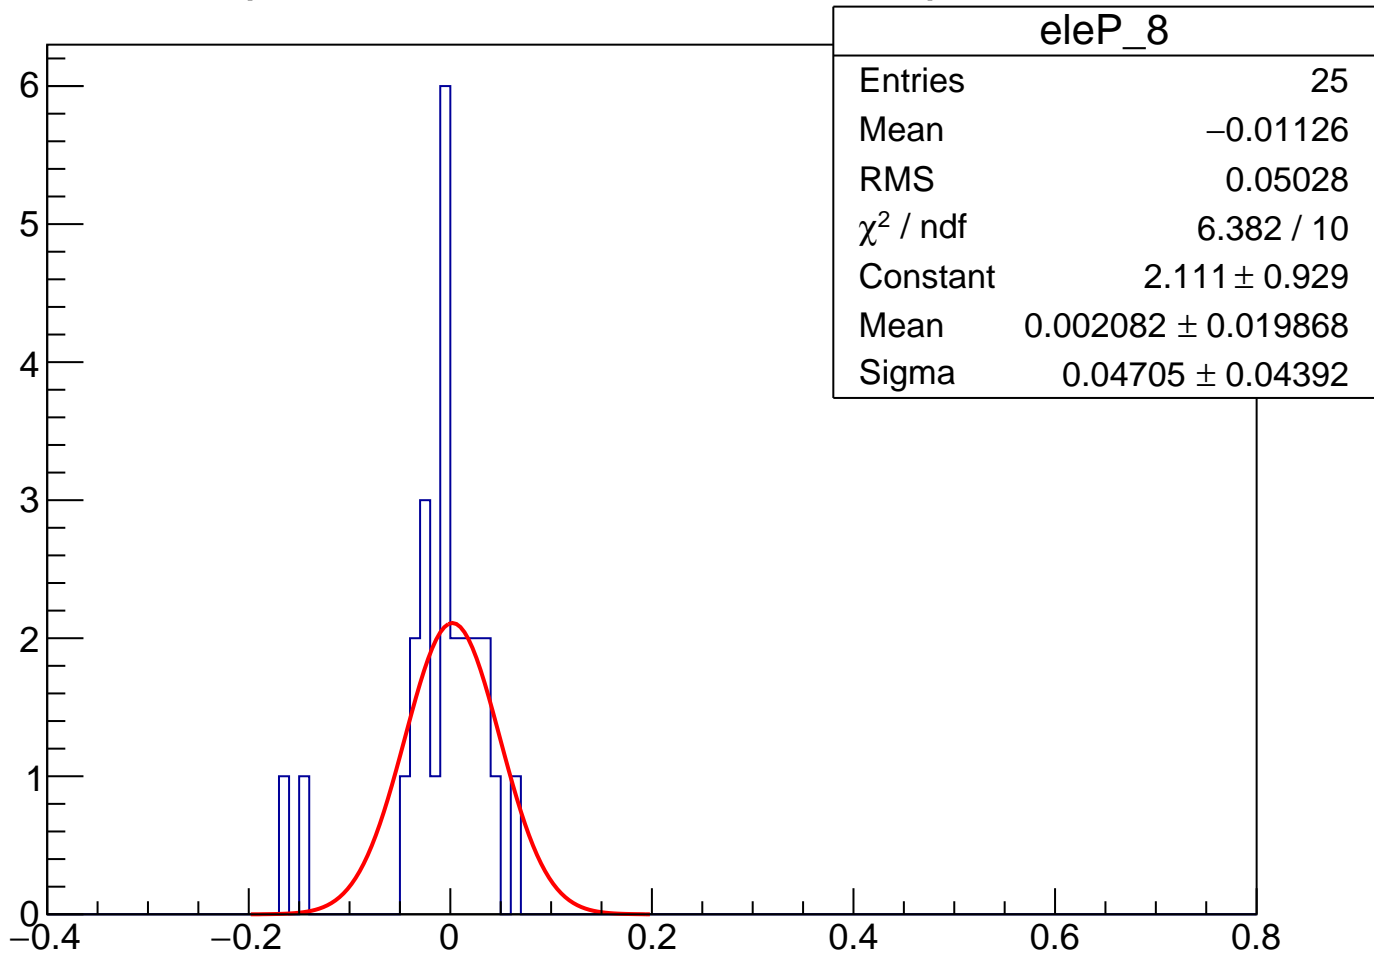 eleP_8
Entries 25
Mean −0.01126
RMS 0.05028
χ² / ndf 6.382 / 10
Constant 2.111 ± 0.929
Mean 0.002082 ± 0.019868
Sigma 0.04705 ± 0.04392
6
5
4
3
2
1
0
−0.4 −0.2 0 0.2 0.4 0.6 0.8